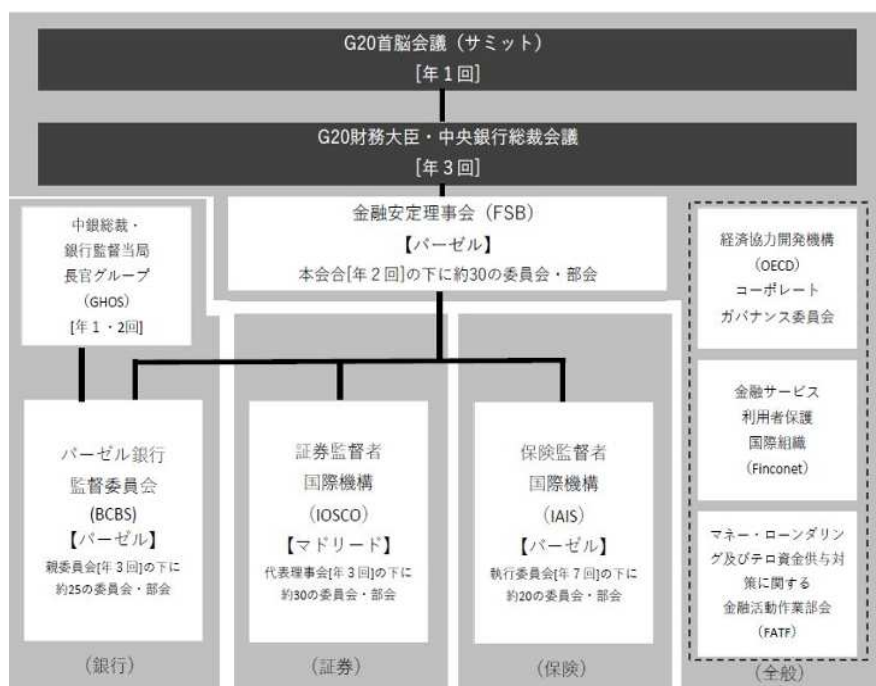 G20首脳会議（サミット）
[年１回]
G20財務大臣・中央銀行総裁会議
[年３回]
中銀総裁・
銀行監督当局
長官グループ
(GHOS)
[年１・2回]
金融安定理事会（FSB）
【バーゼル】
本会合[年２回]の下に約30の委員会・部会
経済協力開発機構
(OECD)
コーポレート
ガバナンス委員会
金融サービス
利用者保護
国際組織
(Finconet)
マネー・ローンダリン
グ及びテロ資金供与対
策に関する
金融活動作業部会
(FATF)
バーゼル銀行
監督委員会
(BCBS)
【バーゼル】
親委員会[年３回]の下に
約25の委員会・部会
証券監督者
国際機構
(IOSCO)
【マドリード】
代表理事会[年３回]の下に
約30の委員会・部会
保険監督者
国際機構
(IAIS)
【バーゼル】
執行委員会[年７回]の下に
約20の委員会・部会
（銀行）
（証券）
（保険）
（全般）